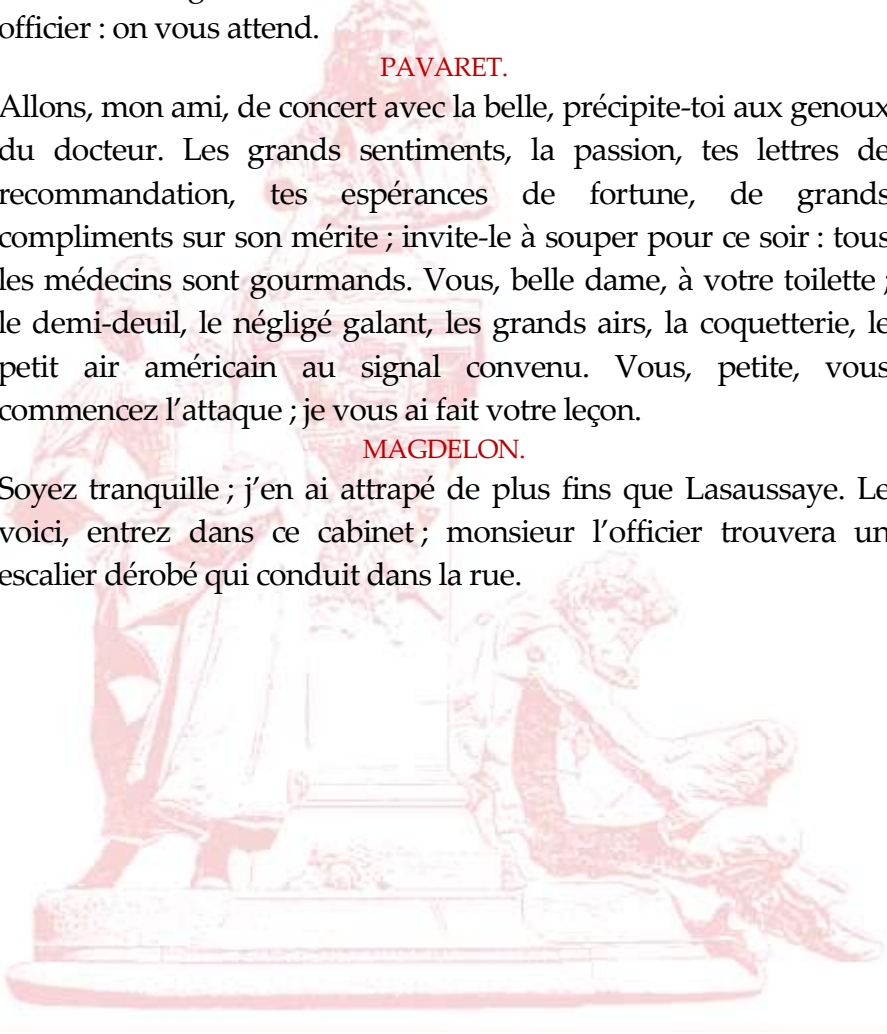 officier : on vous attend.
PAVARET.
Allons, mon ami, de concert avec la belle, précipite-toi aux genoux
du docteur. Les grands sentiments, la passion, tes lettres de
recommandation, tes espérances de fortune, de grands
compliments sur son mérite ; invite-le à souper pour ce soir : tous
les médecins sont gourmands. Vous, belle dame, à votre toilette ;
le demi-deuil, le négligé galant, les grands airs, la coquetterie, le
petit air américain au signal convenu. Vous, petite, vous
commencez l’attaque ; je vous ai fait votre leçon.
MAGDELON.
Soyez tranquille ; j’en ai attrapé de plus fins que Lasaussaye. Le
voici, entrez dans ce cabinet ; monsieur l’officier trouvera un
escalier dérobé qui conduit dans la rue.